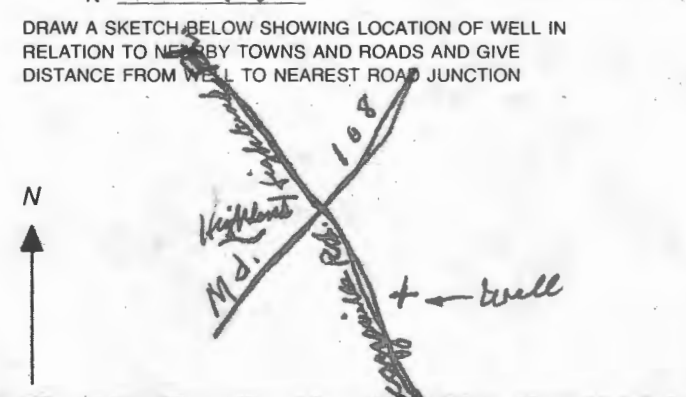 DRAW A SKETCH BELOW SHOWING LOCATION OF WELL IN
RELATION TO NEARBY TOWNS AND ROADS AND GIVE
DISTANCE FROM WELL TO NEAREST ROAD JUNCTION
108
N
Highland
Md.
Rd.
Well